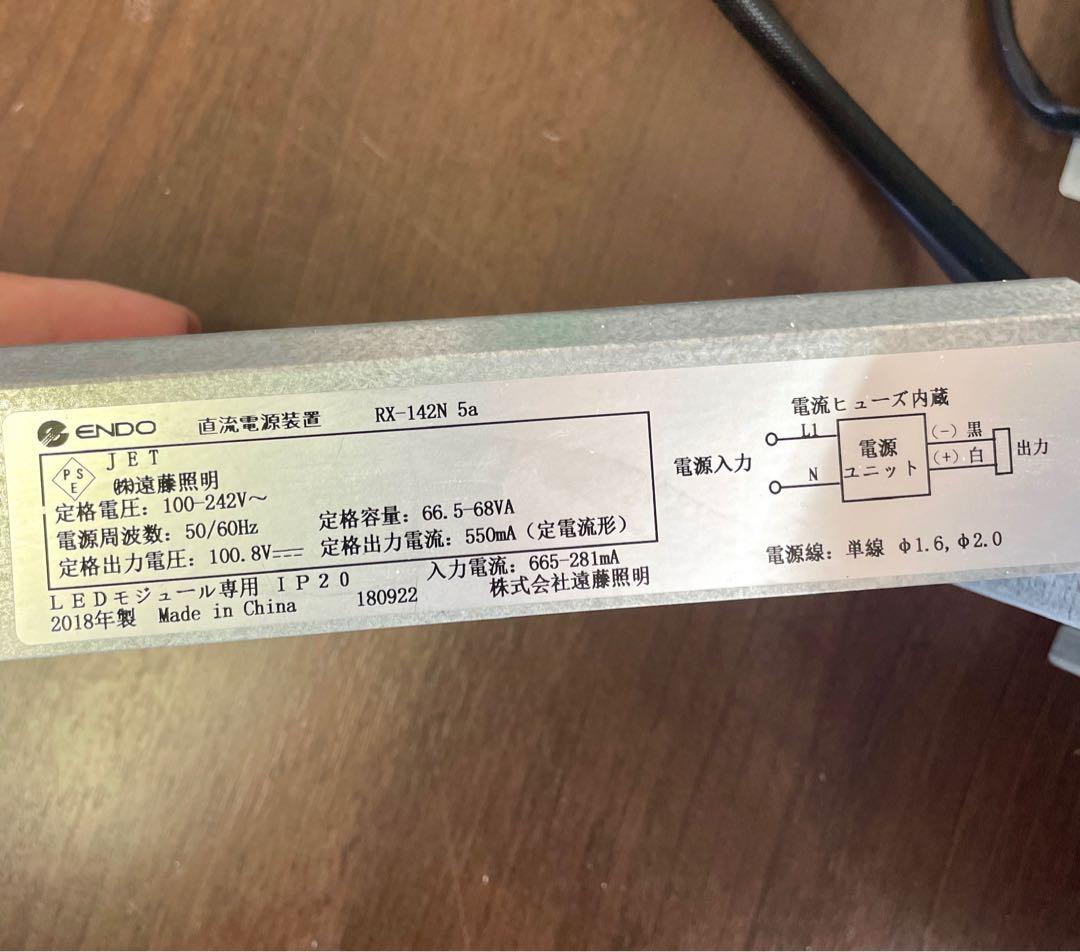 ENDO 直流電源装置 RX-142N 5a
PSE JET
㈱遠藤照明
定格電圧：100-242V～
電源周波数：50/60Hz 定格容量：66.5-68VA
定格出力電圧：100.8V⎓ 定格出力電流：550mA（定電流形）
入力電流：665-281mA
LEDモジュール専用 IP20
株式会社遠藤照明
2018年製 Made in China 180922
電流ヒューズ内蔵
電源入力
L1
N
電源
ユニット
(-) 黒
(+) 白
出力
電源線：単線 φ1.6,φ2.0